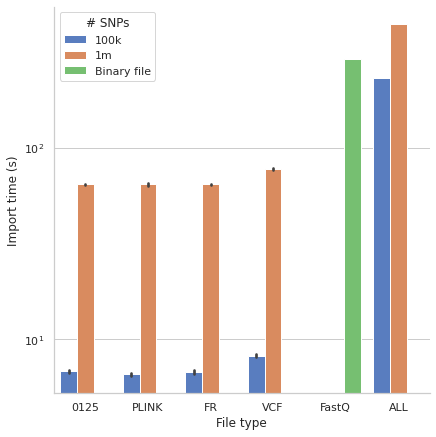 # SNPs
100k
1m
Binary file
Import time (s)
10²
10¹
0125 PLINK FR VCF FastQ ALL
File type